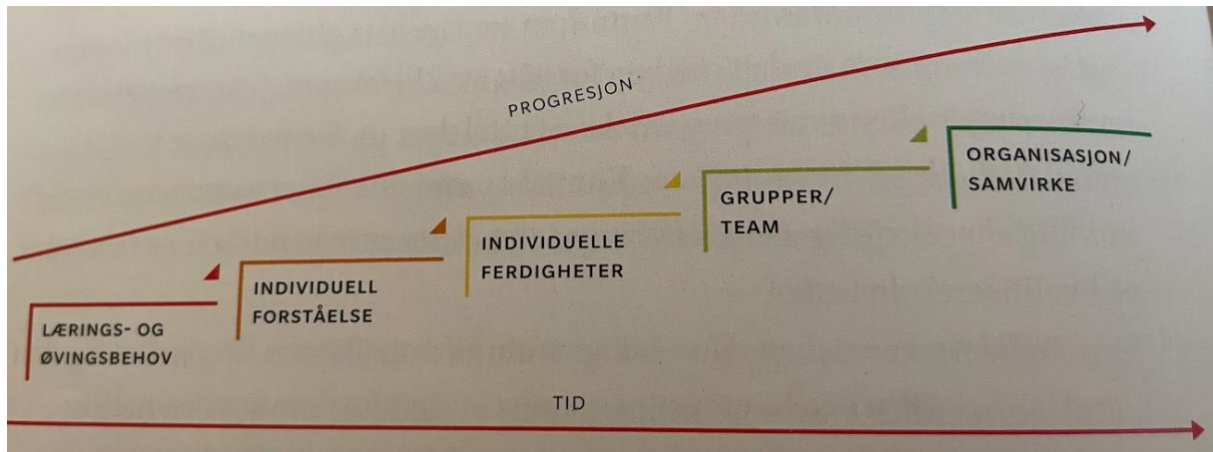 PROGRESJON
LÆRINGS- OG
ØVINGSBEHOV
INDIVIDUELL
FORSTÅELSE
INDIVIDUELLE
FERDIGHETER
GRUPPER/
TEAM
ORGANISASJON/
SAMVIRKE
TID